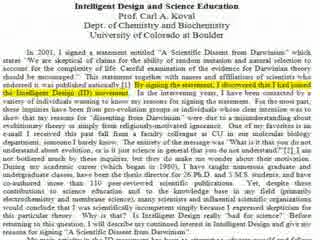 Intelligent Design and Science Education
Prof. Carl A. Koval
Dept. of Chemistry and Biochemistry
University of Colorado at Boulder
In 2001, I signed a statement entitled "A Scientific Dissent from Darwinism" which
states "We are skeptical of claims for the ability of random mutation and natural selection to
account for the complexity of life. Careful examination of the evidence for Darwinian theory
should be encouraged." This statement together with names and affiliations of scientists who
endorsed it was published nationally.[1] By signing the statement, I discovered that I had joined
the Intelligent Design (ID) movement. In the intervening years, I have been contacted by a
variety of individuals wanting to know my reasons for signing the statement. For the most part,
these inquiries have been from pro-evolution groups or individuals whose clear intension was to
show that my reasons for "dissenting from Darwinism" were due to a misunderstanding about
evolutionary theory or simply from religiously-motivated ignorance. One of my favorites is an
e-mail I received this past fall from a faculty colleague at CU in our molecular biology
department, someone I barely know. The entirety of the message was "What is it that you do not
understand about evolution, or is it just science in general that you do not understand?"[2] I was
not bothered much by these inquiries, but they do make me wonder about their motivation.
During my academic career (which began in 1980), I have taught numerous graduate and
undergraduate classes, have been the thesis director for 26 Ph.D. and 5 M.S. students, and have
co-authored more than 110 peer-reviewed scientific publications. Yet, despite these
contributions to science education and to the knowledge base in my field (primarily
electrochemistry and membrane science), many scientists and influential scientific organizations
would conclude that I was scientifically incompetent simply because I expressed skepticism for
this particular theory. Why is that? Is Intelligent Design really "bad for science? Before
returning to this question, I will describe my continued interest in Intelligent Design and give my
reasons for signing "A Scientific Dissent from Darwinism".